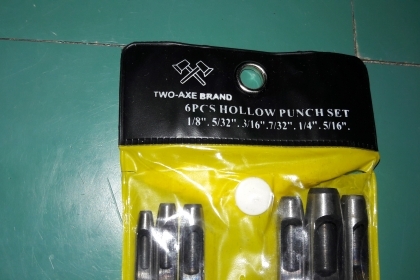 TWO-AXE BRAND
6PCS HOLLOW PUNCH SET
1/8". 5/32". 3/16".7/32". 1/4". 5/16".